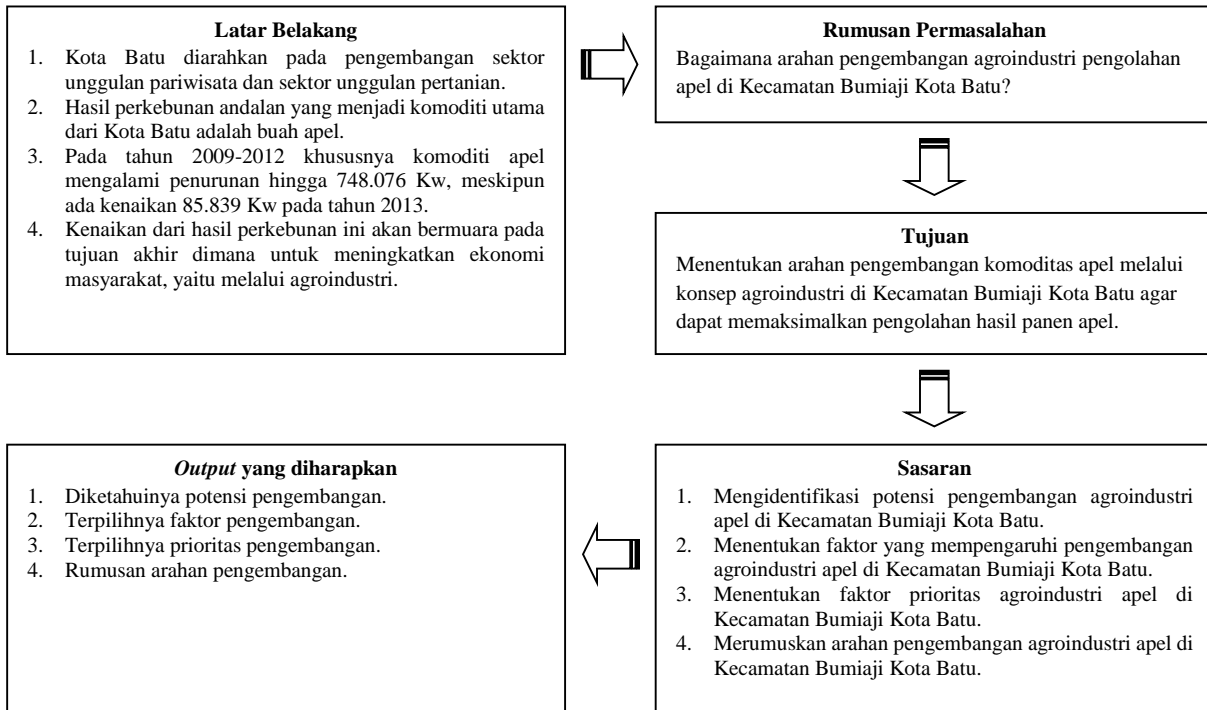 Latar Belakang
1. Kota Batu diarahkan pada pengembangan sektor
unggulan pariwisata dan sektor unggulan pertanian.
2. Hasil perkebunan andalan yang menjadi komoditi utama
dari Kota Batu adalah buah apel.
3. Pada tahun 2009-2012 khususnya komoditi apel
mengalami penurunan hingga 748.076 Kw, meskipun
ada kenaikan 85.839 Kw pada tahun 2013.
4. Kenaikan dari hasil perkebunan ini akan bermuara pada
tujuan akhir dimana untuk meningkatkan ekonomi
masyarakat, yaitu melalui agroindustri.
Rumusan Permasalahan
Bagaimana arahan pengembangan agroindustri pengolahan
apel di Kecamatan Bumiaji Kota Batu?
Tujuan
Menentukan arahan pengembangan komoditas apel melalui
konsep agroindustri di Kecamatan Bumiaji Kota Batu agar
dapat memaksimalkan pengolahan hasil panen apel.
Sasaran
1. Mengidentifikasi potensi pengembangan agroindustri
apel di Kecamatan Bumiaji Kota Batu.
2. Menentukan faktor yang mempengaruhi pengembangan
agroindustri apel di Kecamatan Bumiaji Kota Batu.
3. Menentukan faktor prioritas agroindustri apel di
Kecamatan Bumiaji Kota Batu.
4. Merumuskan arahan pengembangan agroindustri apel di
Kecamatan Bumiaji Kota Batu.
Output yang diharapkan
1. Diketahuinya potensi pengembangan.
2. Terpilihnya faktor pengembangan.
3. Terpilihnya prioritas pengembangan.
4. Rumusan arahan pengembangan.